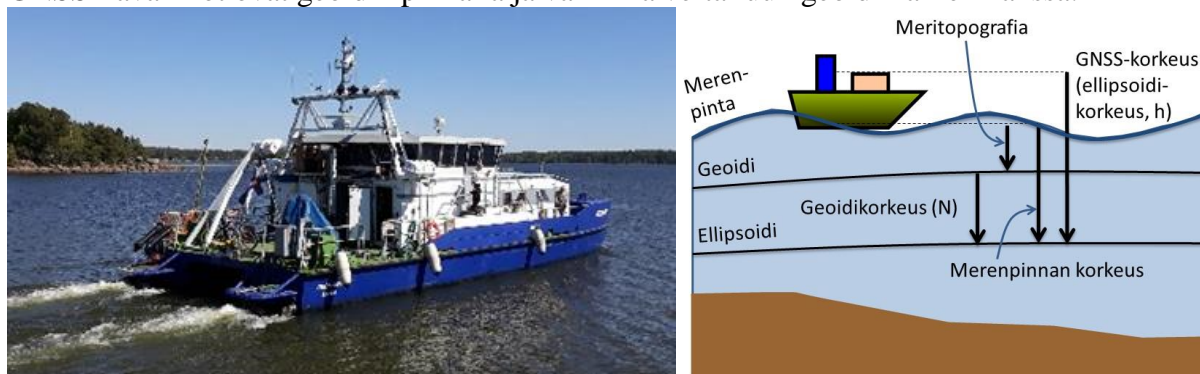 Meritopografia
GNSS-korkeus
(ellipsoidi-
korkeus, h)
Meren-
pinta
Geoidi
Geoidikorkeus (N)
Ellipsoidi
Merenpinnan korkeus